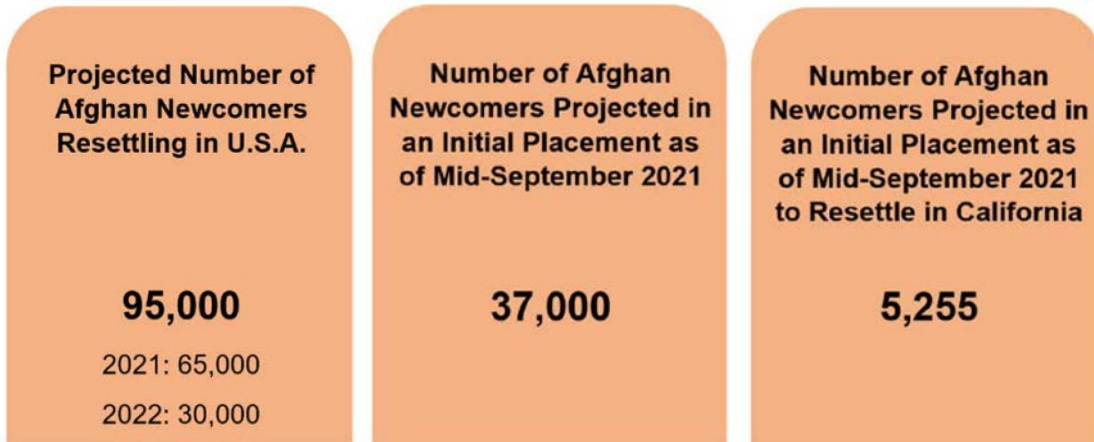 Projected Number of
Afghan Newcomers
Resettling in U.S.A.
95,000
2021: 65,000
2022: 30,000
Number of Afghan
Newcomers Projected in
an Initial Placement as
of Mid-September 2021
37,000
Number of Afghan
Newcomers Projected in
an Initial Placement as
of Mid-September 2021
to Resettle in California
5,255